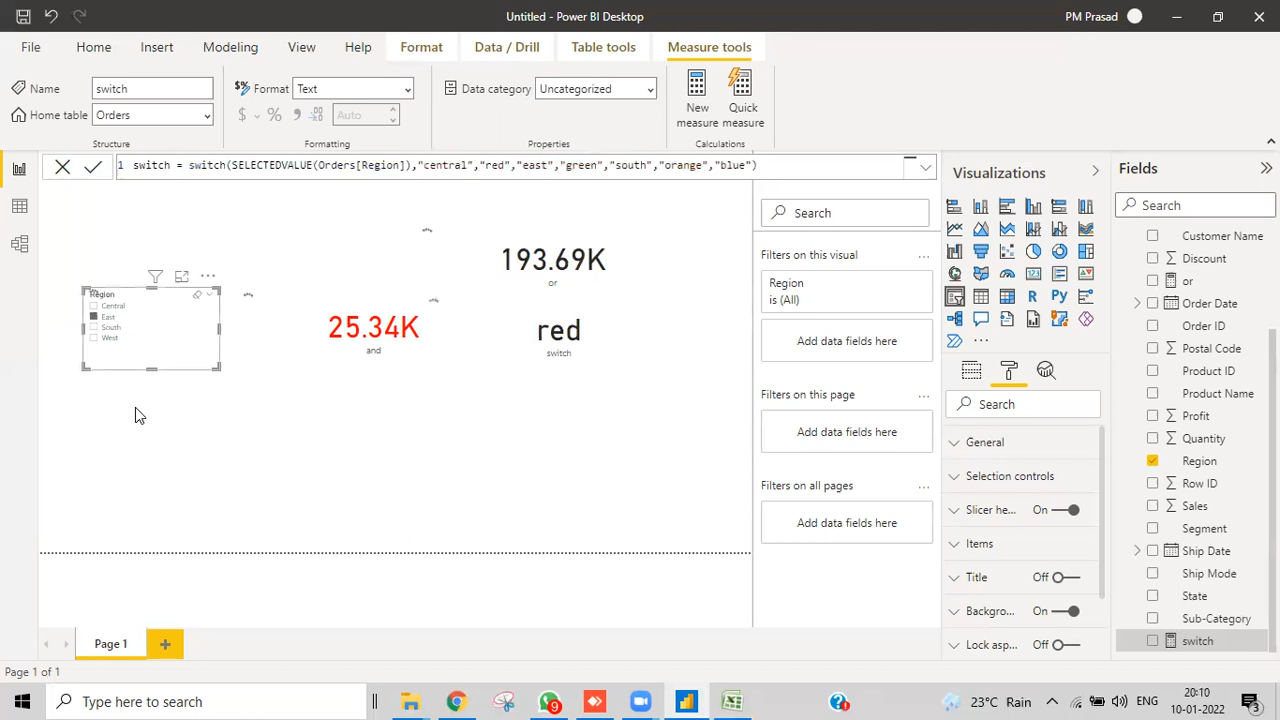 Untitled - Power BI Desktop
PM Prasad
File Home Insert Modeling View Help Format Data / Drill Table tools Measure tools
Name switch
Format Text
Data category Uncategorized
New measure
Quick measure
Home table Orders
$ % Auto
Structure Formatting Properties Calculations
1 switch = switch(SELECTEDVALUE(Orders[Region]),"central","red","east","green","south","orange","blue")
Region
Central
East
South
West
193.69K
or
25.34K
and
red
switch
Search
Filters on this visual
Region
is (All)
Add data fields here
Filters on this page
Add data fields here
Filters on all pages
Add data fields here
Visualizations
Search
General
Selection controls
Slicer he... On
Items
Title Off
Backgro... On
Lock asp... Off
Fields
Search
Customer Name
Discount
or
Order Date
Order ID
Postal Code
Product ID
Product Name
Profit
Quantity
Region
Row ID
Sales
Segment
Ship Date
Ship Mode
State
Sub-Category
switch
Page 1
Page 1 of 1
Type here to search
9
23°C Rain
ENG
20:10
10-01-2022
3